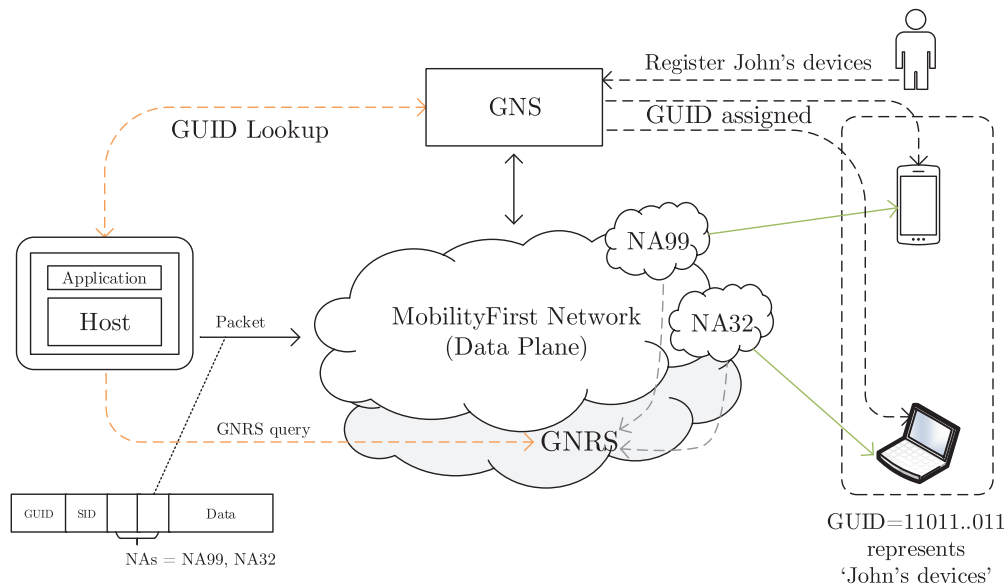 Register John's devices
GNS
GUID Lookup
GUID assigned
NA99
Application
Host
Packet
MobilityFirst Network
(Data Plane)
NA32
GNRS query
GNRS
GUID
SID
Data
NAs = NA99, NA32
GUID=11011..011
represents
‘John's devices’